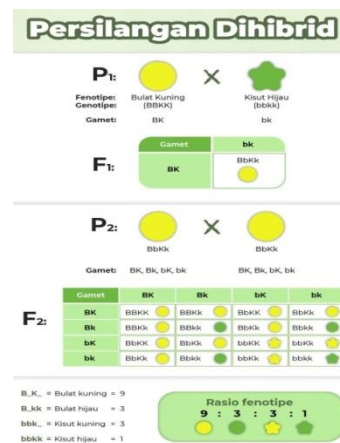 Persilangan Dihibrid
P1: X
Fenotipe: Bulat Kuning Kisut Hijau
Genotipe: (BBKK) (bbkk)
Gamet: BK bk
Gamet bk
F1: BK BbKk
P2: X
BbKk BbKk
Gamet: BK, Bk, bK, bk BK, Bk, bK, bk
F2:
Gamet BK Bk bK bk
BK BBKK BBKk BbKK BbKk
Bk BBKk BBkk BbKk Bbkk
bK BbKK BbKk bbKK bbKk
bk BbKk Bbkk bbKk bbkk
B_K_ = Bulat kuning = 9
B_kk = Bulat hijau = 3
bbk_ = Kisut kuning = 3
bbkk = Kisut hijau = 1
Rasio fenotipe
9 : 3 : 3 : 1